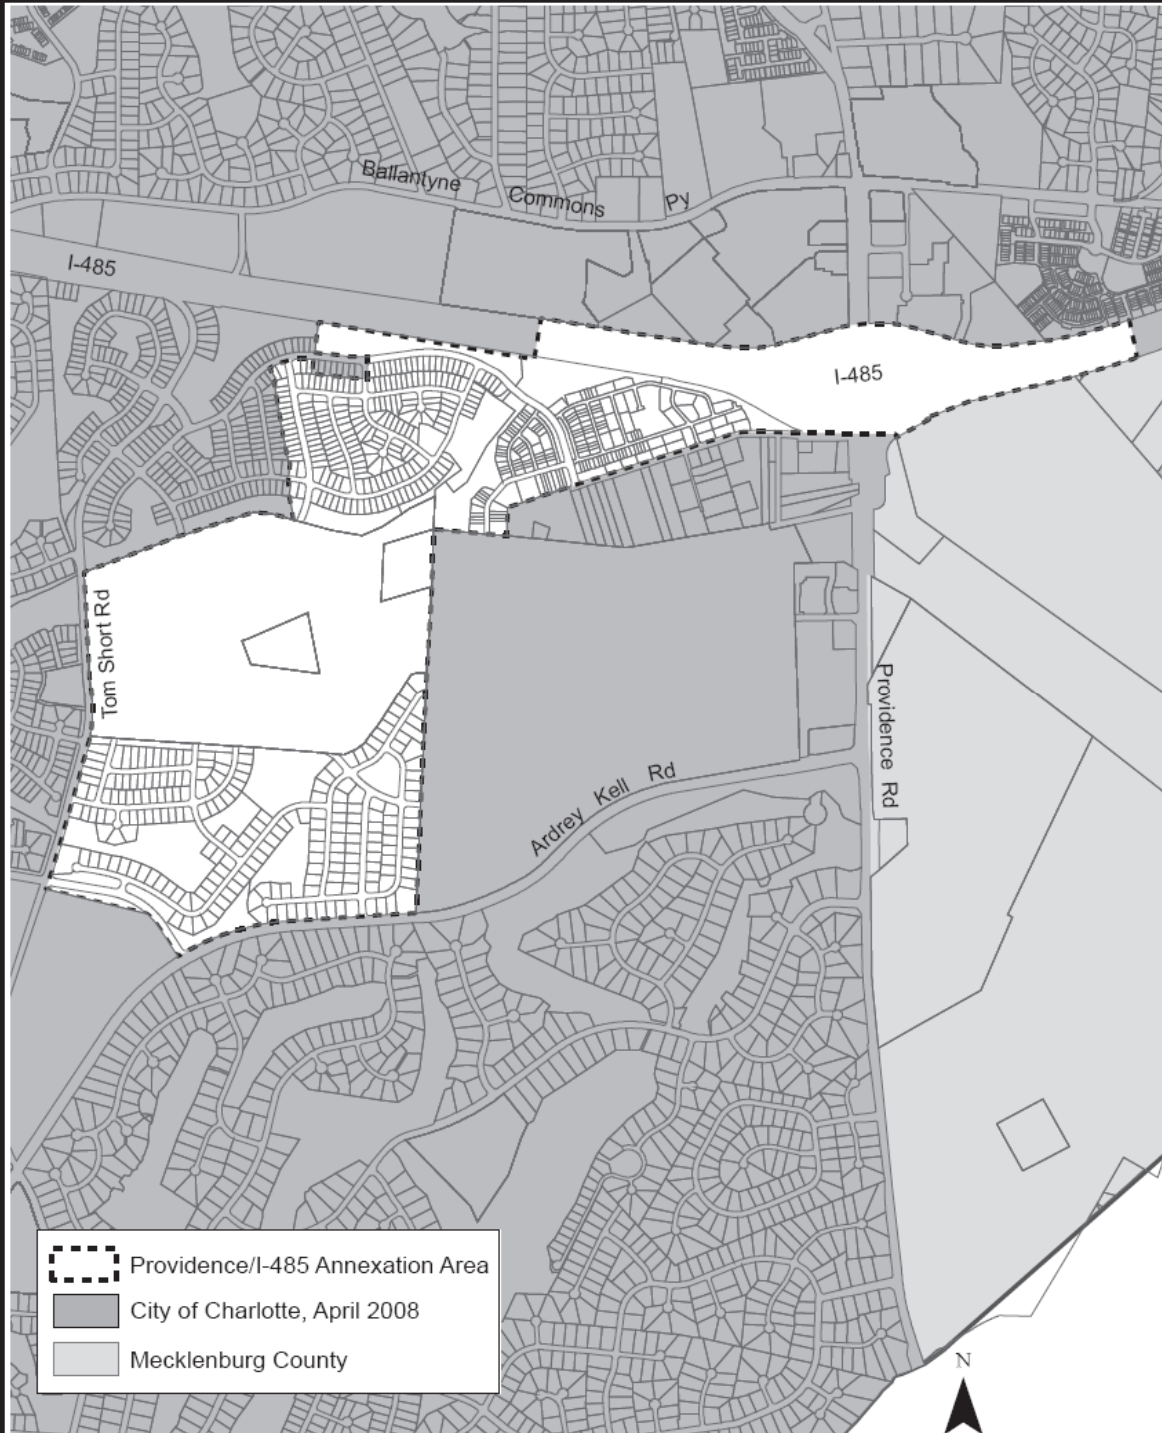 Ballantyne Commons Py
I-485
I-485
Tom Short Rd
Providence Rd
Ardrey Kell Rd
Providence/I-485 Annexation Area
City of Charlotte, April 2008
Mecklenburg County
N